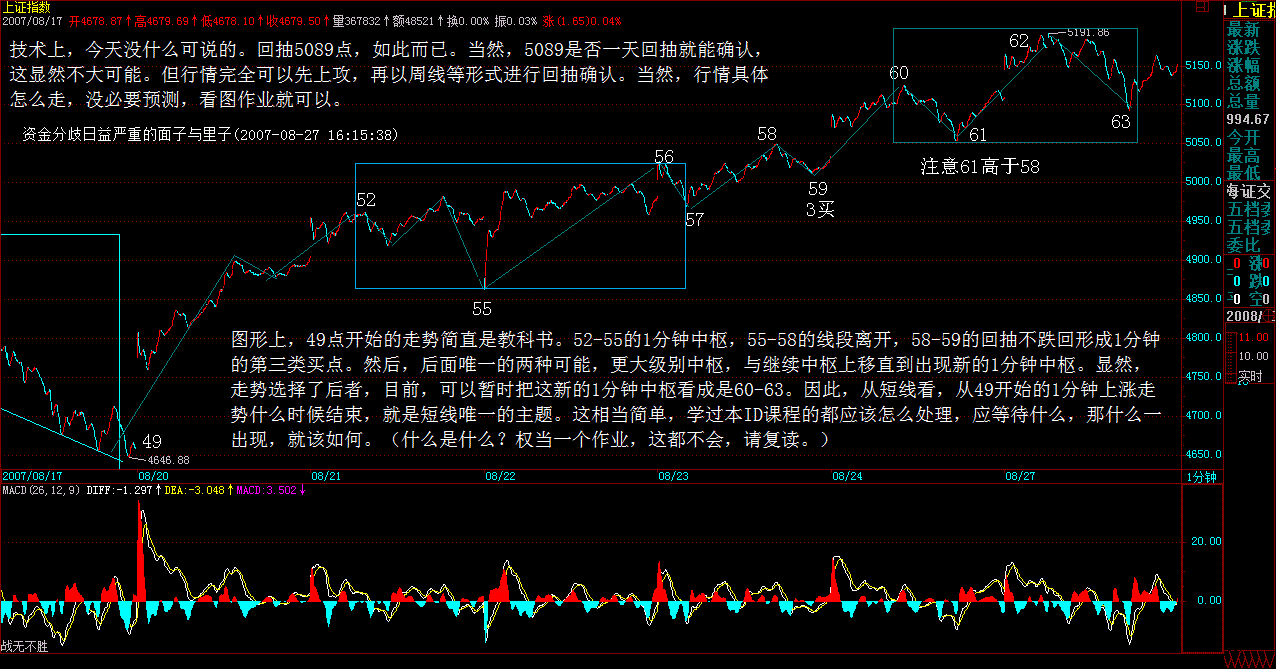 上证指数
2007/08/17 开4678.87↑高4679.69↓低4678.10↑收4679.50↑量367832↑额48521↑换0.00% 振0.03% 涨(1.65)0.04%
技术上，今天没什么可说的。回抽5089点，如此而已。当然，5089是否一天回抽就能确认，
这显然不大可能。但行情完全可以先上攻，再以周线等形式进行回抽确认。当然，行情具体
怎么走，没必要预测，看图作业就可以。
资金分歧日益严重的面子与里子(2007-08-27 16:15:38)
62
5191.86
60
61
63
注意61高于58
58
56
59
3买
52
57
55
图形上，49点开始的走势简直是教科书。52-55的1分钟中枢，55-58的线段离开，58-59的回抽不跌回形成1分钟
的第三类买点。然后，后面唯一的两种可能，更大级别中枢，与继续中枢上移直到出现新的1分钟中枢。显然，
走势选择了后者，目前，可以暂时把这新的1分钟中枢看成是60-63。因此，从短线看，从49开始的1分钟上涨走
势什么时候结束，就是短线唯一的主题。这相当简单，学过本ID课程的都应该怎么处理，应等待什么，那什么一
出现，就该如何。（什么是什么？权当一个作业，这都不会，请复读。）
49
4646.88
5150.0
5100.0
5050.0
5000.0
4950.0
4900.0
4850.0
4800.0
4750.0
4700.0
4650.0
2007/08/17 08/20 08/21 08/22 08/23 08/24 08/27 1分钟
MACD(26,12,9) DIFF:-1.297↑DEA:-3.048↑MACD:3.502↓
20.00
0.00
战无不胜
上证指
最新
涨跌
涨幅
总额
总量
994.67
今开
最高
最低
海证交
五档
五档
委比
0 涨0
0 跌0
0 空0
2008/
11.00
10.00
实时